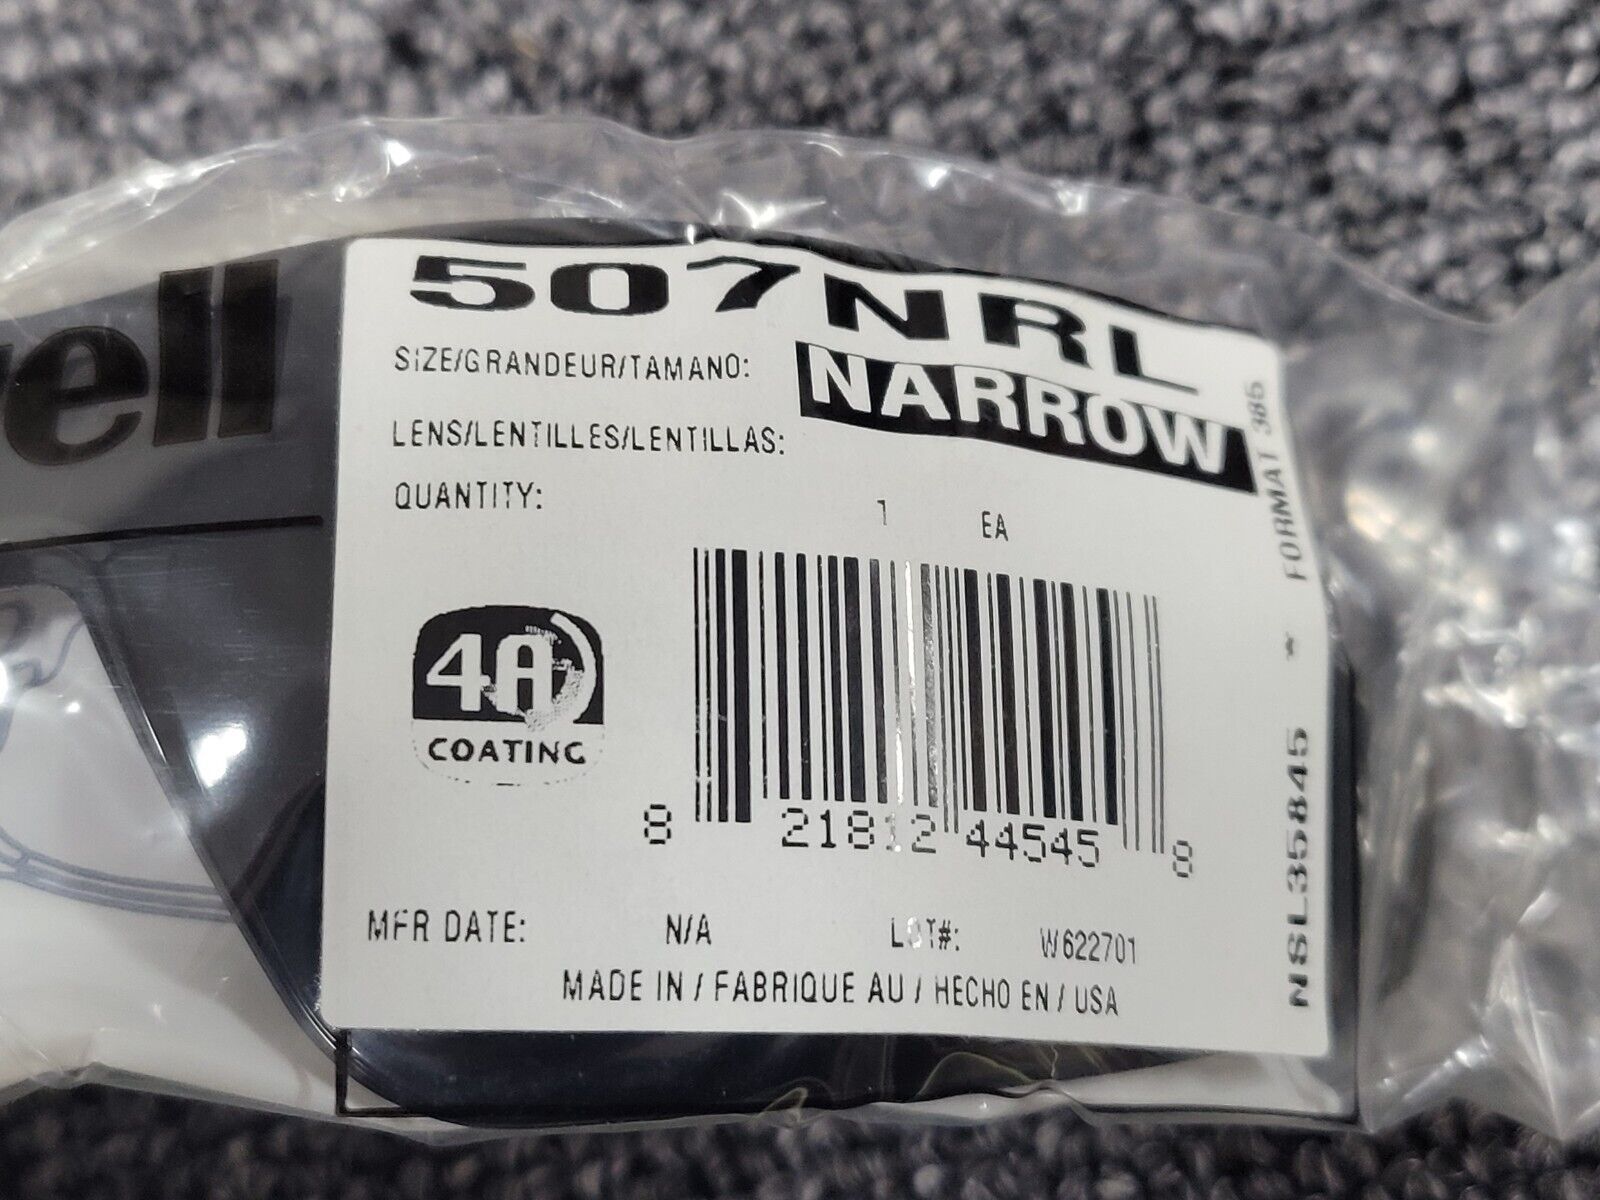 ell
507NRL
SIZE/GRANDEUR/TAMANO:
NARROW
LENS/LENTILLES/LENTILLAS:
QUANTITY: 1 EA
4A
COATING
8 21812 44545 8
MFR DATE: N/A LOT#: W622701
MADE IN / FABRIQUE AU / HECHO EN / USA
NSL35845 * FORMAT 385